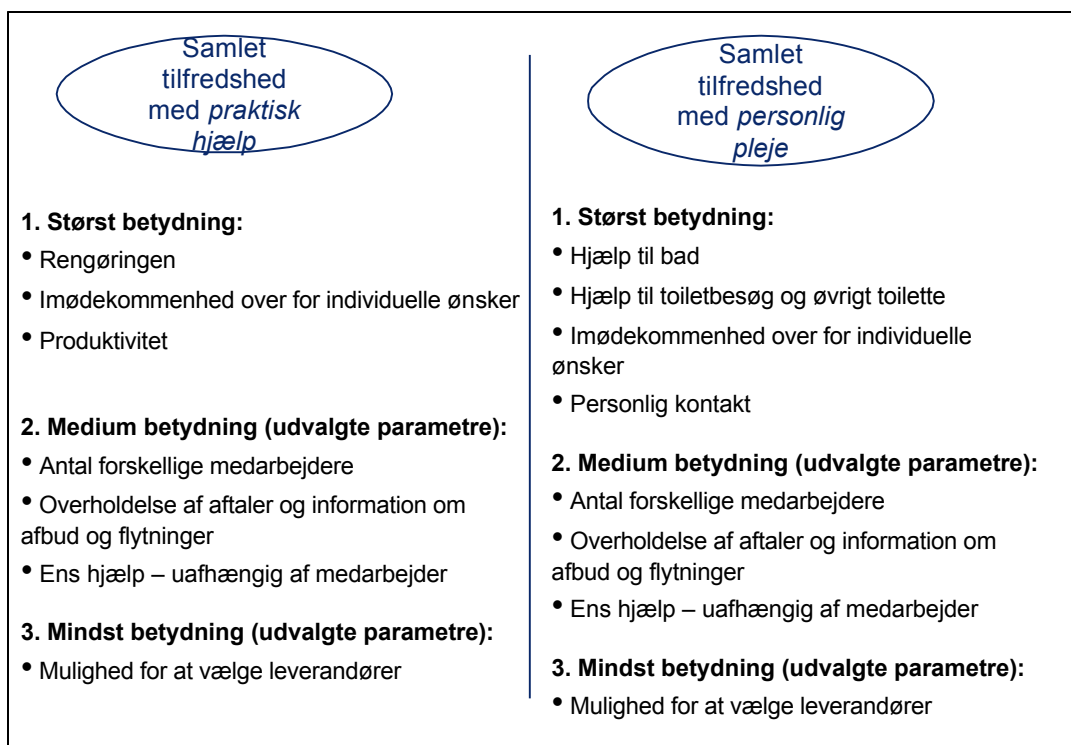 Samlet
tilfredshed
med praktisk
hjælp
1. Størst betydning:
• Rengøringen
• Imødekommenhed over for individuelle ønsker
• Produktivitet
2. Medium betydning (udvalgte parametre):
• Antal forskellige medarbejdere
• Overholdelse af aftaler og information om
afbud og flytninger
• Ens hjælp – uafhængig af medarbejder
3. Mindst betydning (udvalgte parametre):
• Mulighed for at vælge leverandører
Samlet
tilfredshed
med personlig
pleje
1. Størst betydning:
• Hjælp til bad
• Hjælp til toiletbesøg og øvrigt toilette
• Imødekommenhed over for individuelle
ønsker
• Personlig kontakt
2. Medium betydning (udvalgte parametre):
• Antal forskellige medarbejdere
• Overholdelse af aftaler og information om
afbud og flytninger
• Ens hjælp – uafhængig af medarbejder
3. Mindst betydning (udvalgte parametre):
• Mulighed for at vælge leverandører